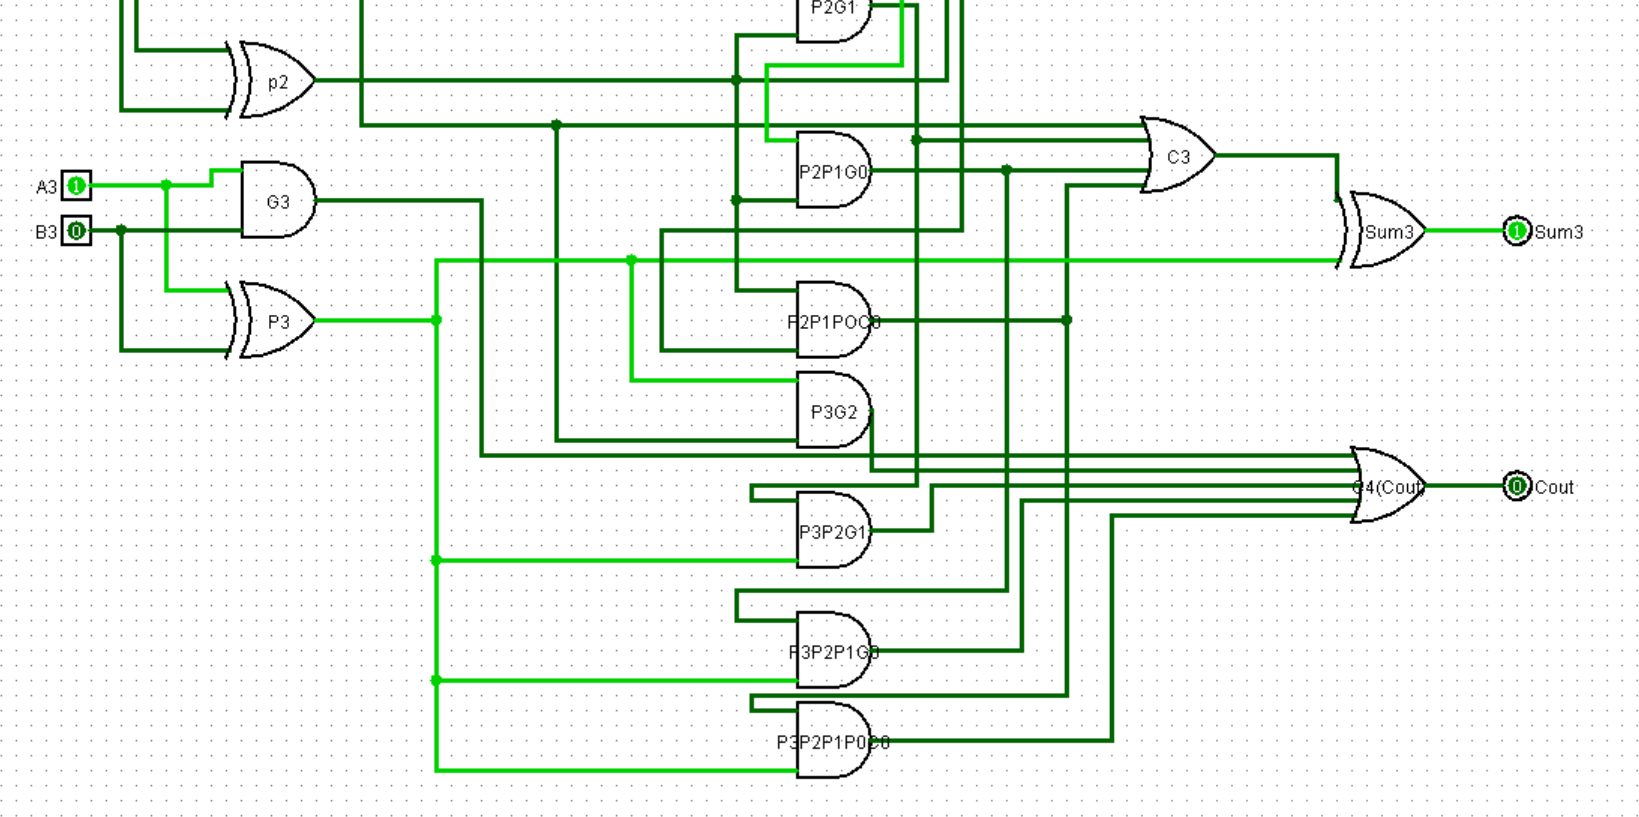 P2G1
p2
P2P1G0
C3
A3
1
G3
B3
0
Sum3
1
Sum3
P3
P2P1POC0
P3G2
C4(Cout)
0
Cout
P3P2G1
P3P2P1G0
P3P2P1P0C0